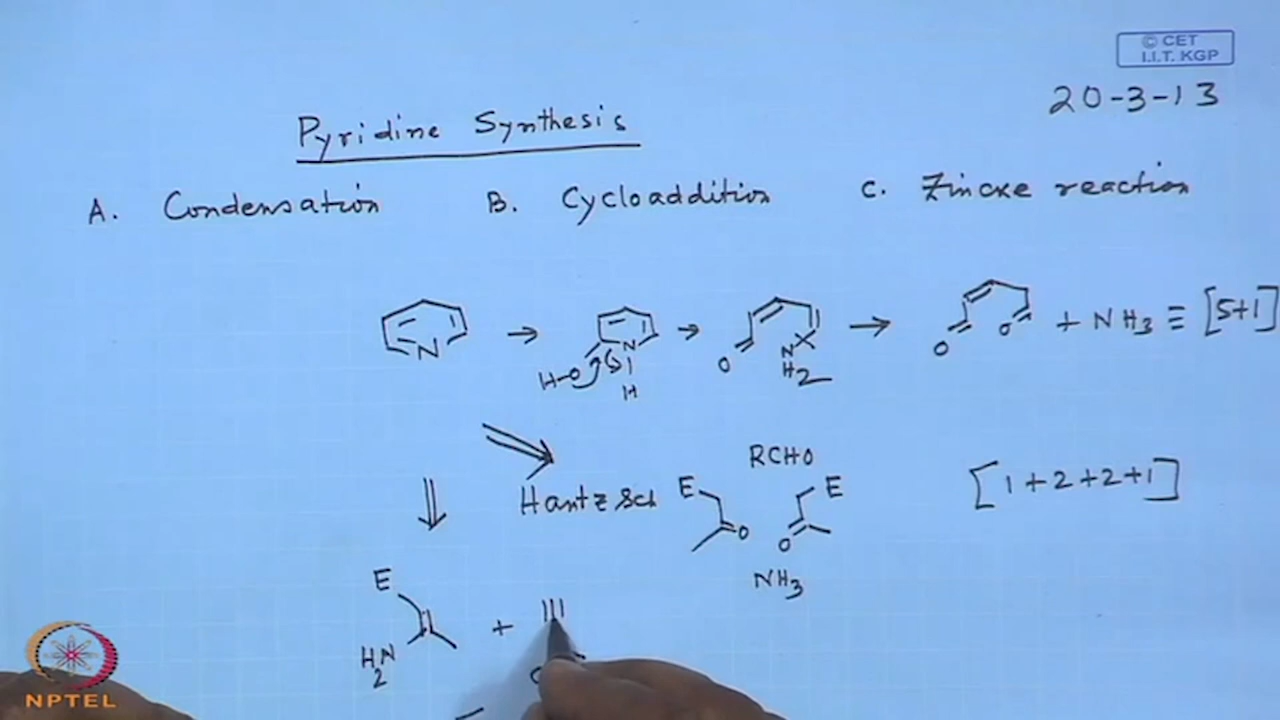 © CET
I.I.T. KGP
20-3-13
Pyridine Synthesis
A. Condensation B. Cycloaddition C. Zincke reaction
N → H-O N H → O N H2 → O O + NH3 ≡ [5+1]
Hantzsch E RCHO E O O NH3 [1+2+2+1]
E H2N + O
NPTEL